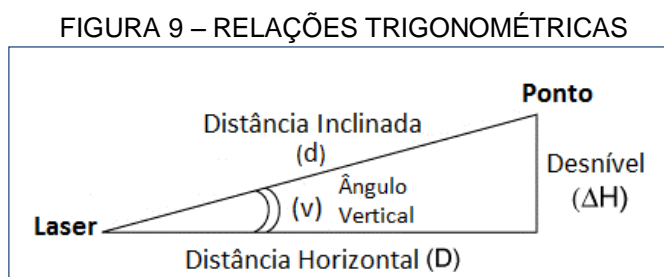 FIGURA 9 – RELAÇÕES TRIGONOMÉTRICAS
Ponto
Distância Inclinada
(d)
Desnível
(ΔH)
Ângulo
(v)
Vertical
Laser
Distância Horizontal (D)